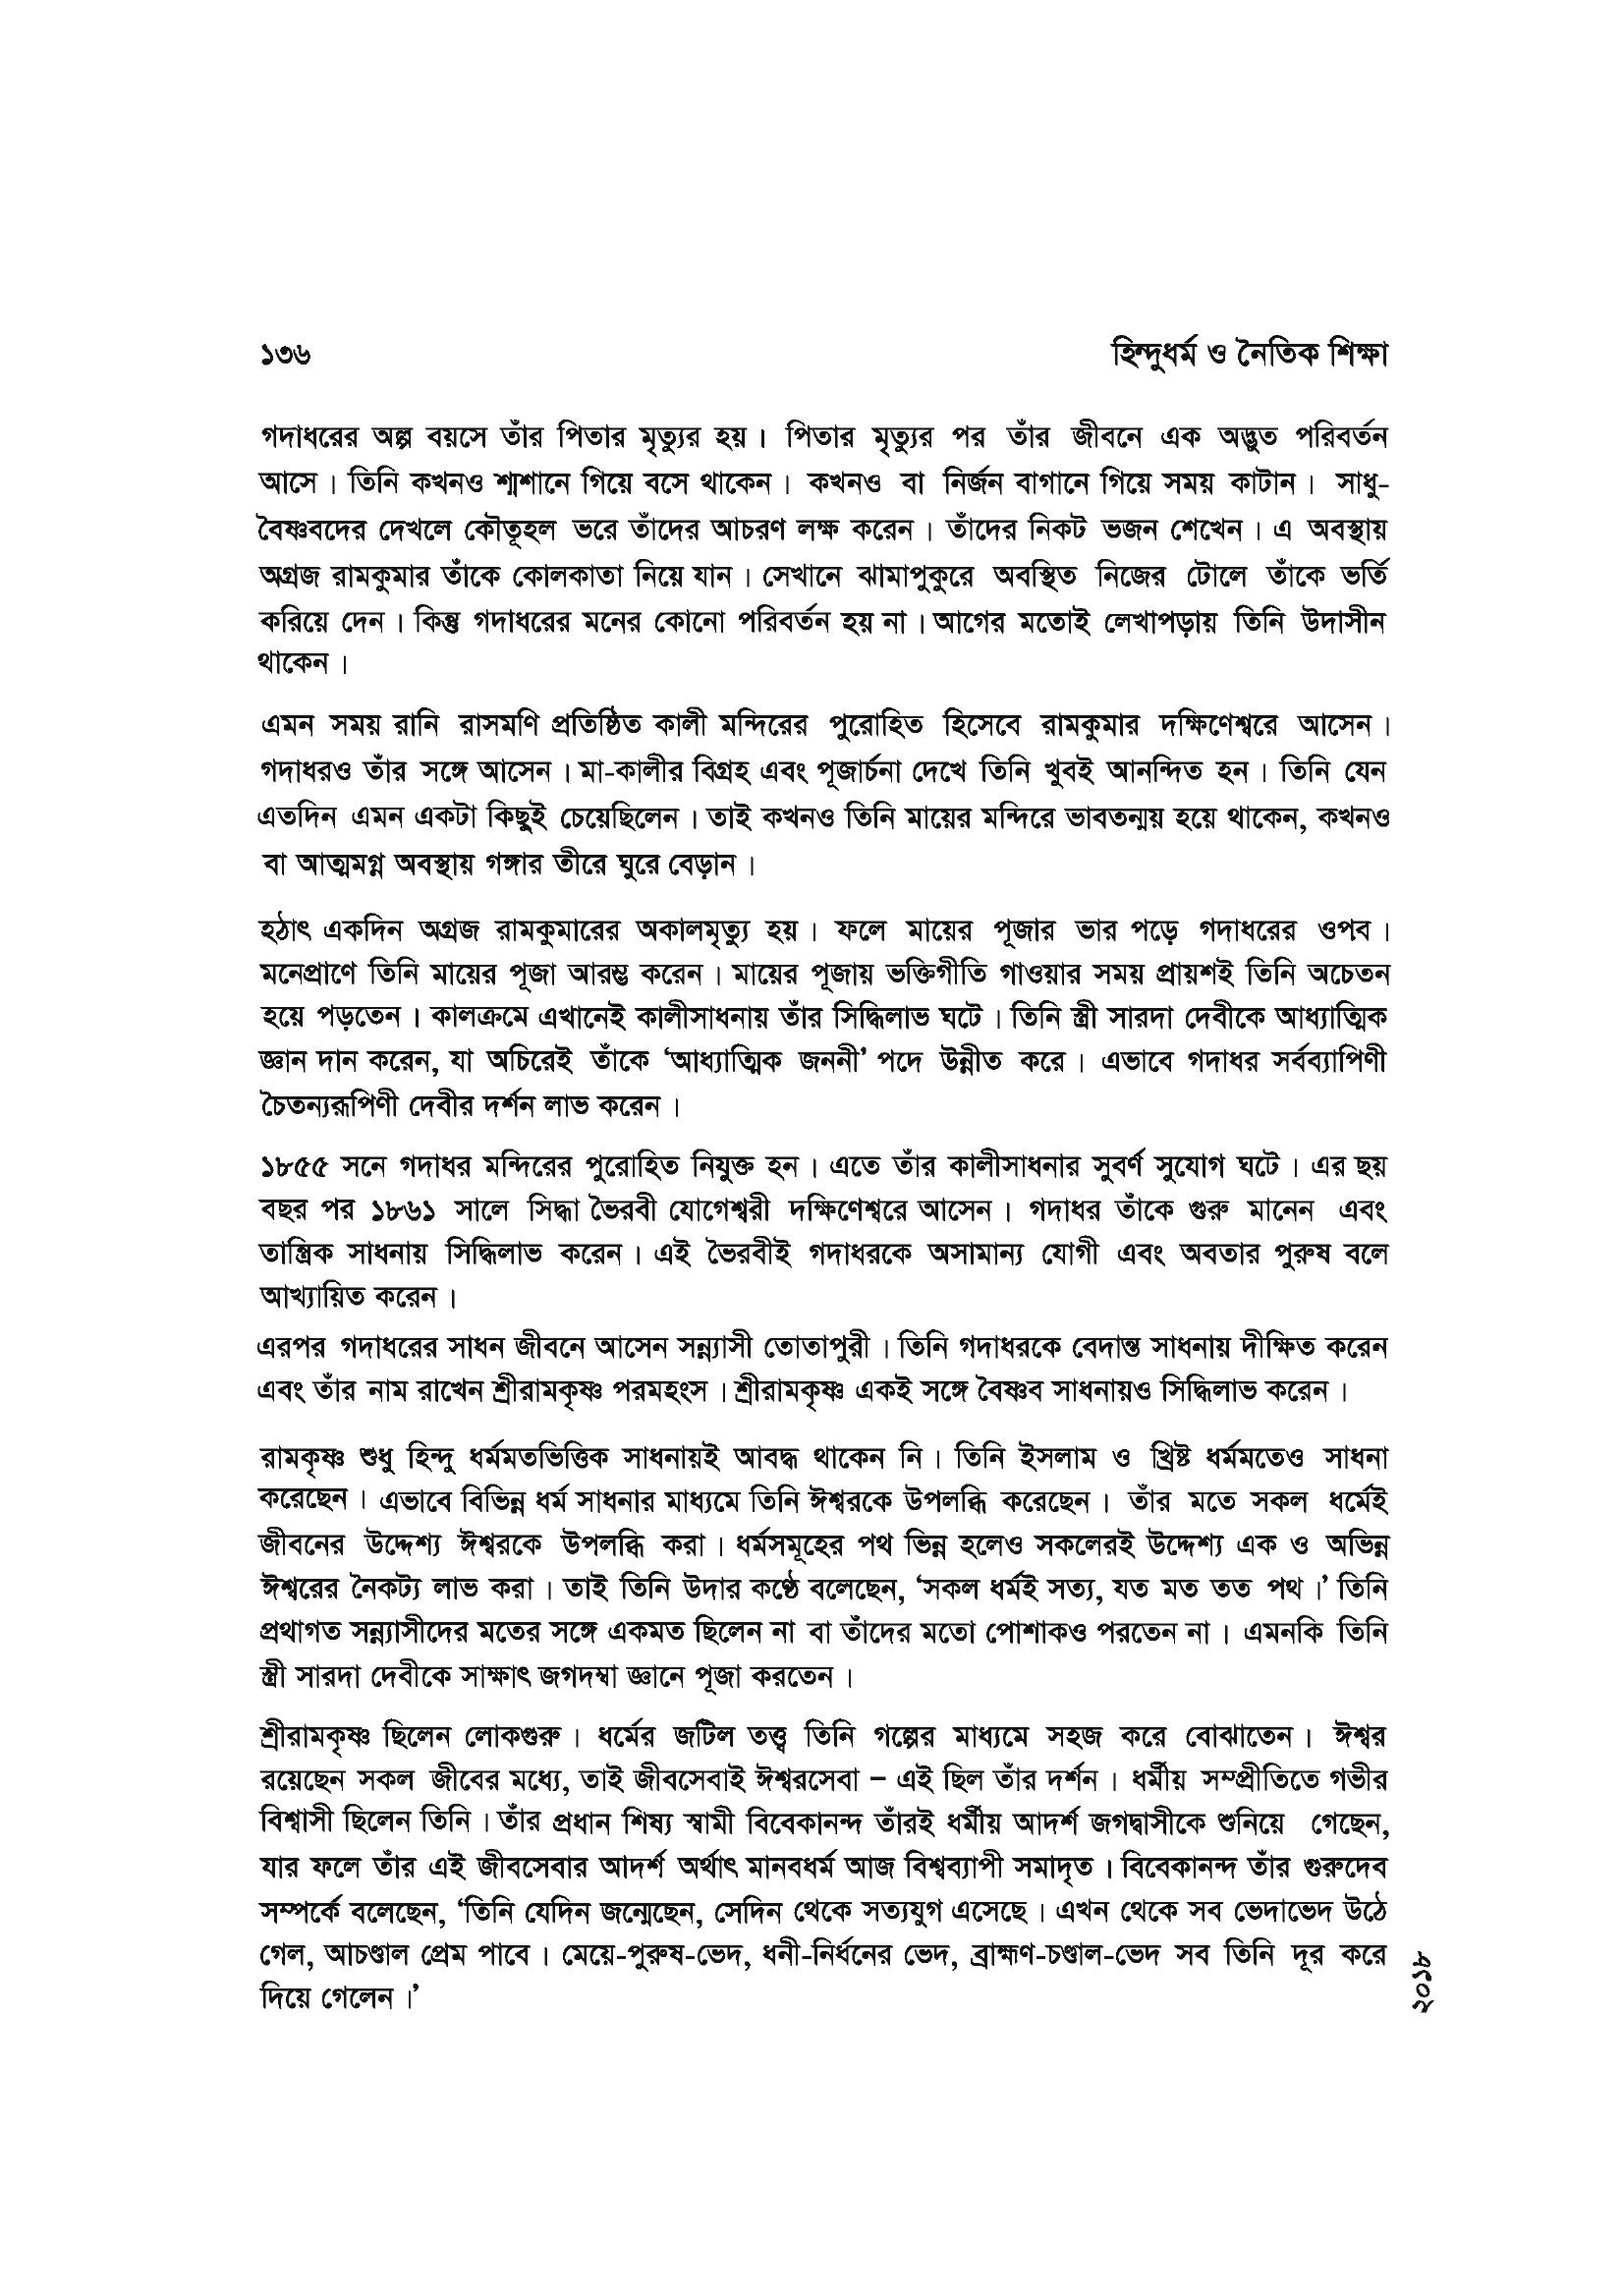 ১৩৬ হিন্দুধর্ম ও নৈতিক শিক্ষা
গদাধরের অল্প বয়সে তাঁর পিতার মৃত্যুর হয়। পিতার মৃত্যুর পর তাঁর জীবনে এক অদ্ভুত পরিবর্তন
আসে। তিনি কখনও শ্মশানে গিয়ে বসে থাকেন। কখনও বা নির্জন বাগানে গিয়ে সময় কাটান। সাধু-
বৈষ্ণবদের দেখলে কৌতূহল ভরে তাঁদের আচরণ লক্ষ করেন। তাঁদের নিকট ভজন শেখেন। এ অবস্থায়
অগ্রজ রামকুমার তাঁকে কোলকাতা নিয়ে যান। সেখানে ঝামাপুকুরে অবস্থিত নিজের টোলে তাঁকে ভর্তি
করিয়ে দেন। কিন্তু গদাধরের মনের কোনো পরিবর্তন হয় না। আগের মতোই লেখাপড়ায় তিনি উদাসীন
থাকেন।
এমন সময় রানি রাসমণি প্রতিষ্ঠিত কালী মন্দিরের পুরোহিত হিসেবে রামকুমার দক্ষিণেশ্বরে আসেন।
গদাধরও তাঁর সঙ্গে আসেন। মা-কালীর বিগ্রহ এবং পূজার্চনা দেখে তিনি খুবই আনন্দিত হন। তিনি যেন
এতদিন এমন একটা কিছুই চেয়েছিলেন। তাই কখনও তিনি মায়ের মন্দিরে ভাবতন্ময় হয়ে থাকেন, কখনও
বা আত্মমগ্ন অবস্থায় গঙ্গার তীরে ঘুরে বেড়ান।
হঠাৎ একদিন অগ্রজ রামকুমারের অকালমৃত্যু হয়। ফলে মায়ের পূজার ভার পড়ে গদাধরের ওপব।
মনেপ্রাণে তিনি মায়ের পূজা আরম্ভ করেন। মায়ের পূজায় ভক্তিগীতি গাওয়ার সময় প্রায়শই তিনি অচেতন
হয়ে পড়তেন। কালক্রমে এখানেই কালীসাধনায় তাঁর সিদ্ধিলাভ ঘটে। তিনি স্ত্রী সারদা দেবীকে আধ্যাত্মিক
জ্ঞান দান করেন, যা অচিরেই তাঁকে ‘আধ্যাত্মিক জননী’ পদে উন্নীত করে। এভাবে গদাধর সর্বব্যাপিণী
চৈতন্যরূপিণী দেবীর দর্শন লাভ করেন।
১৮৫৫ সনে গদাধর মন্দিরের পুরোহিত নিযুক্ত হন। এতে তাঁর কালীসাধনার সুবর্ণ সুযোগ ঘটে। এর ছয়
বছর পর ১৮৬১ সালে সিদ্ধা ভৈরবী যোগেশ্বরী দক্ষিণেশ্বরে আসেন। গদাধর তাঁকে গুরু মানেন এবং
তান্ত্রিক সাধনায় সিদ্ধিলাভ করেন। এই ভৈরবীই গদাধরকে অসামান্য যোগী এবং অবতার পুরুষ বলে
আখ্যায়িত করেন।
এরপর গদাধরের সাধন জীবনে আসেন সন্ন্যাসী তোতাপুরী। তিনি গদাধরকে বেদান্ত সাধনায় দীক্ষিত করেন
এবং তাঁর নাম রাখেন শ্রীরামকৃষ্ণ পরমহংস। শ্রীরামকৃষ্ণ একই সঙ্গে বৈষ্ণব সাধনায়ও সিদ্ধিলাভ করেন।
রামকৃষ্ণ শুধু হিন্দু ধর্মমতভিত্তিক সাধনায়ই আবদ্ধ থাকেন নি। তিনি ইসলাম ও খ্রিষ্ট ধর্মমতেও সাধনা
করেছেন। এভাবে বিভিন্ন ধর্ম সাধনার মাধ্যমে তিনি ঈশ্বরকে উপলব্ধি করেছেন। তাঁর মতে সকল ধর্মেই
জীবনের উদ্দেশ্য ঈশ্বরকে উপলব্ধি করা। ধর্মসমূহের পথ ভিন্ন হলেও সকলেরই উদ্দেশ্য এক ও অভিন্ন
ঈশ্বরের নৈকট্য লাভ করা। তাই তিনি উদার কণ্ঠে বলেছেন, ‘সকল ধর্মই সত্য, যত মত তত পথ।’ তিনি
প্রথাগত সন্ন্যাসীদের মতের সঙ্গে একমত ছিলেন না বা তাঁদের মতো পোশাকও পরতেন না। এমনকি তিনি
স্ত্রী সারদা দেবীকে সাক্ষাৎ জগদম্বা জ্ঞানে পূজা করতেন।
শ্রীরামকৃষ্ণ ছিলেন লোকগুরু। ধর্মের জটিল তত্ত্ব তিনি গল্পের মাধ্যমে সহজ করে বোঝাতেন। ঈশ্বর
রয়েছেন সকল জীবের মধ্যে, তাই জীবসেবাই ঈশ্বরসেবা – এই ছিল তাঁর দর্শন। ধর্মীয় সম্প্রীতিতে গভীর
বিশ্বাসী ছিলেন তিনি। তাঁর প্রধান শিষ্য স্বামী বিবেকানন্দ তাঁরই ধর্মীয় আদর্শ জগদ্বাসীকে শুনিয়ে গেছেন,
যার ফলে তাঁর এই জীবসেবার আদর্শ অর্থাৎ মানবধর্ম আজ বিশ্বব্যাপী সমাদৃত। বিবেকানন্দ তাঁর গুরুদেব
সম্পর্কে বলেছেন, ‘তিনি যেদিন জন্মেছেন, সেদিন থেকে সত্যযুগ এসেছে। এখন থেকে সব ভেদাভেদ উঠে
গেল, আচণ্ডাল প্রেম পাবে। মেয়ে-পুরুষ-ভেদ, ধনী-নির্ধনের ভেদ, ব্রাহ্মণ-চণ্ডাল-ভেদ সব তিনি দূর করে
দিয়ে গেলেন।’
২০১৮